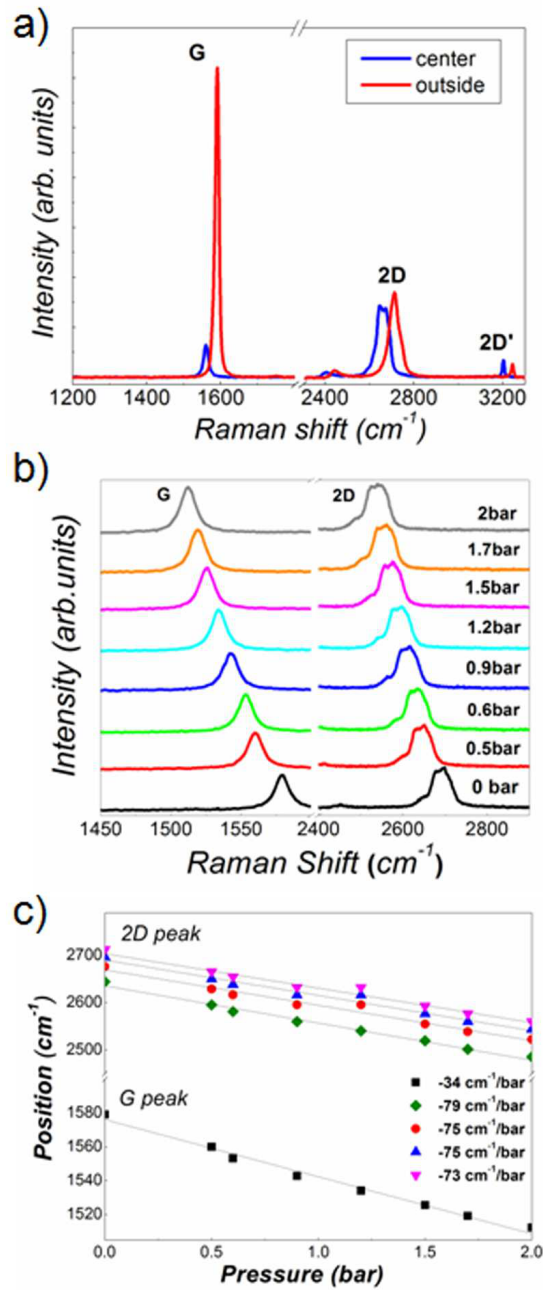 a)
G
center
outside
2D
2D'
Intensity (arb. units)
1200 1400 1600 2400 2800 3200
Raman shift (cm-1)
b)
G
2D
2bar
1.7bar
1.5bar
1.2bar
0.9bar
0.6bar
0.5bar
0 bar
Intensity (arb.units)
1450 1500 1550 2400 2600 2800
Raman Shift (cm-1)
c)
2D peak
2700
2600
2500
G peak
1580
1560
1540
1520
-34 cm-1/bar
-79 cm-1/bar
-75 cm-1/bar
-75 cm-1/bar
-73 cm-1/bar
Position (cm-1)
0.0 0.5 1.0 1.5 2.0
Pressure (bar)